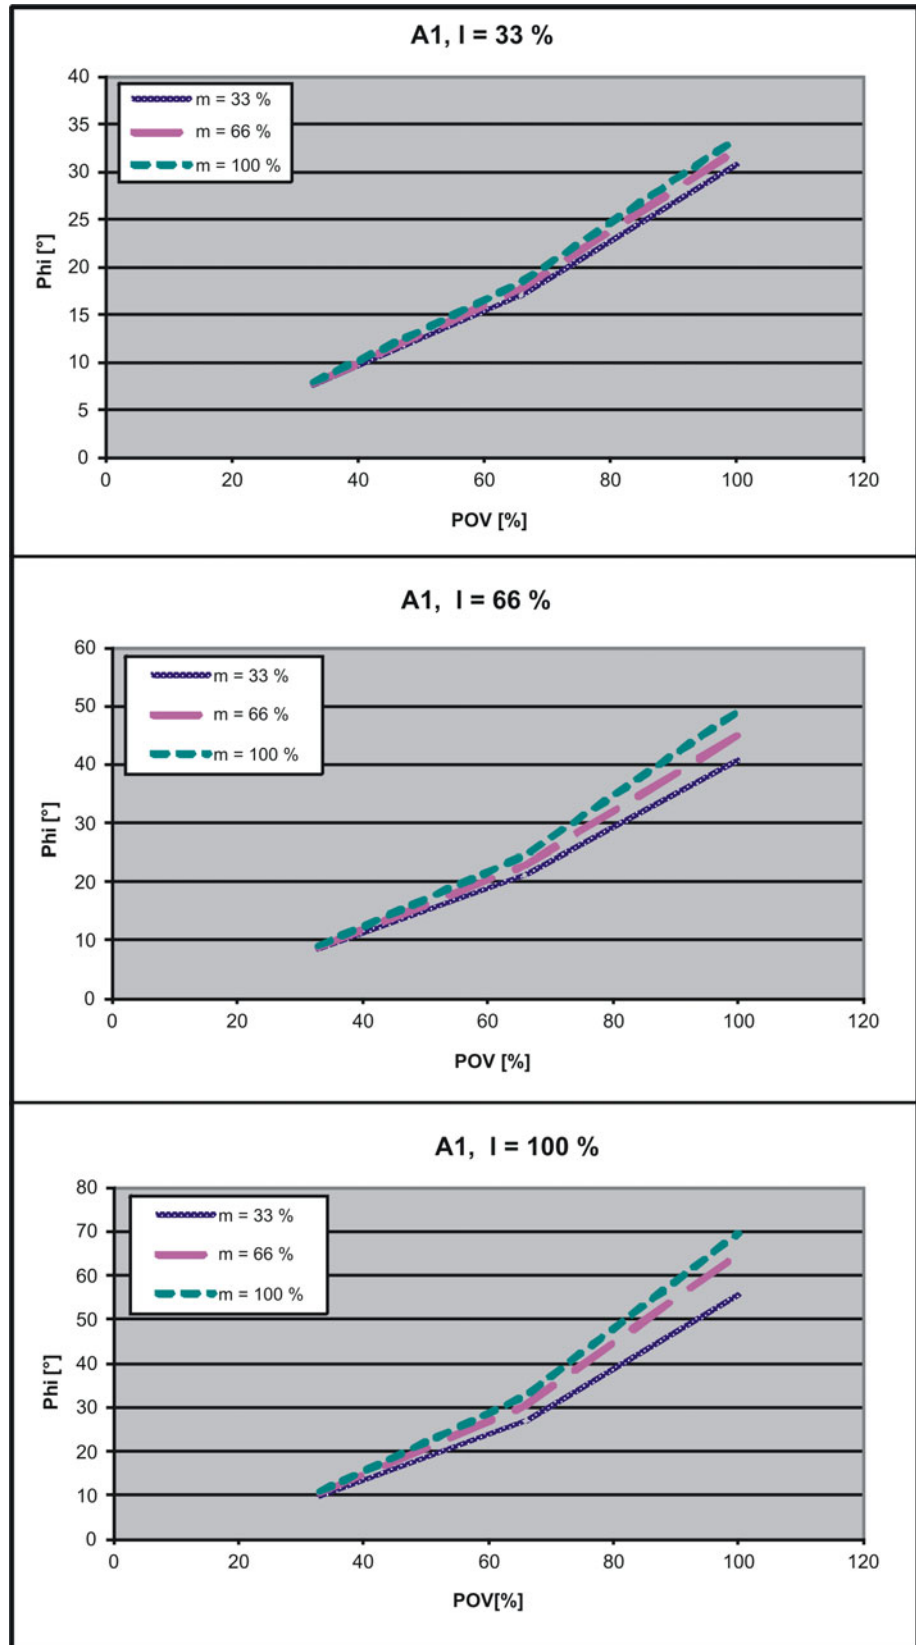 A1, l = 33 %
40
35
30
25
20
15
10
5
0
m = 33 %
m = 66 %
m = 100 %
Phi [°]
0 20 40 60 80 100 120
POV [%]
A1, l = 66 %
60
50
40
30
20
10
0
m = 33 %
m = 66 %
m = 100 %
Phi [°]
0 20 40 60 80 100 120
POV [%]
A1, l = 100 %
80
70
60
50
40
30
20
10
0
m = 33 %
m = 66 %
m = 100 %
Phi [°]
0 20 40 60 80 100 120
POV[%]